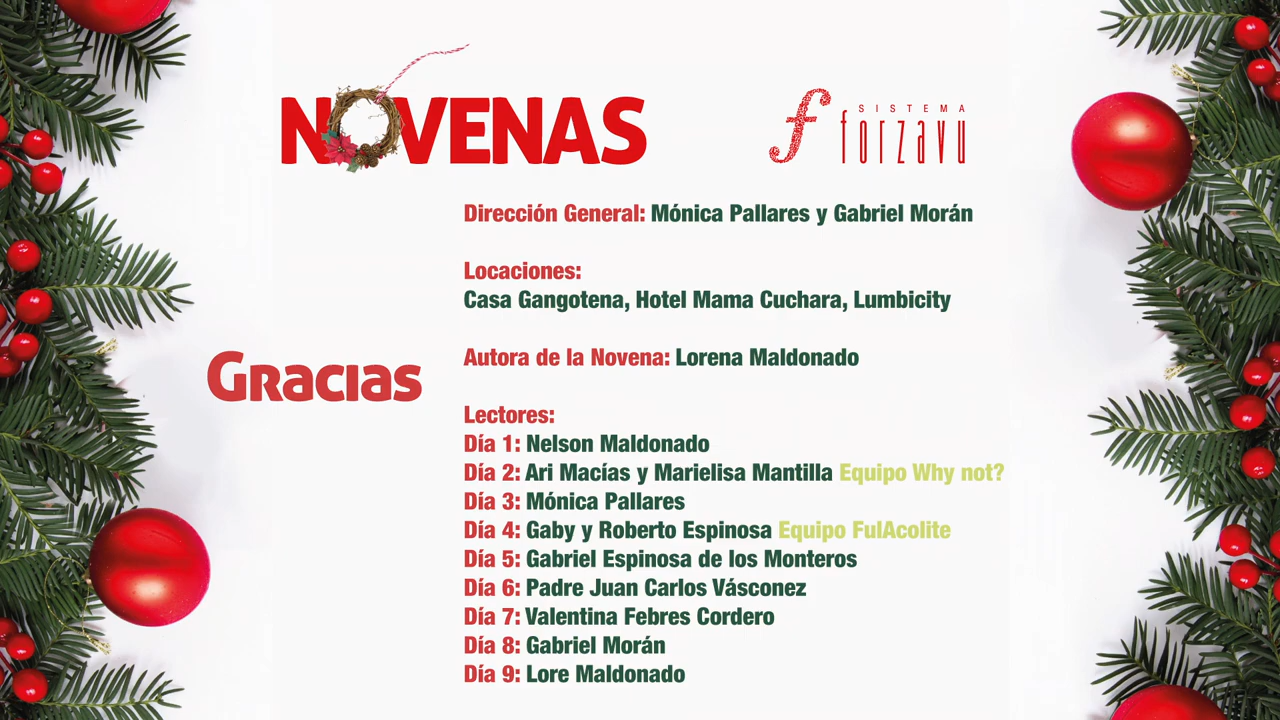 NOVENAS
SISTEMA
forzavu
Dirección General: Mónica Pallares y Gabriel Morán
Locaciones:
Casa Gangotena, Hotel Mama Cuchara, Lumbicity
Autora de la Novena: Lorena Maldonado
Gracias
Lectores:
Día 1: Nelson Maldonado
Día 2: Ari Macías y Marielisa Mantilla Equipo Why not?
Día 3: Mónica Pallares
Día 4: Gaby y Roberto Espinosa Equipo FulAcolite
Día 5: Gabriel Espinosa de los Monteros
Día 6: Padre Juan Carlos Vásconez
Día 7: Valentina Febres Cordero
Día 8: Gabriel Morán
Día 9: Lore Maldonado